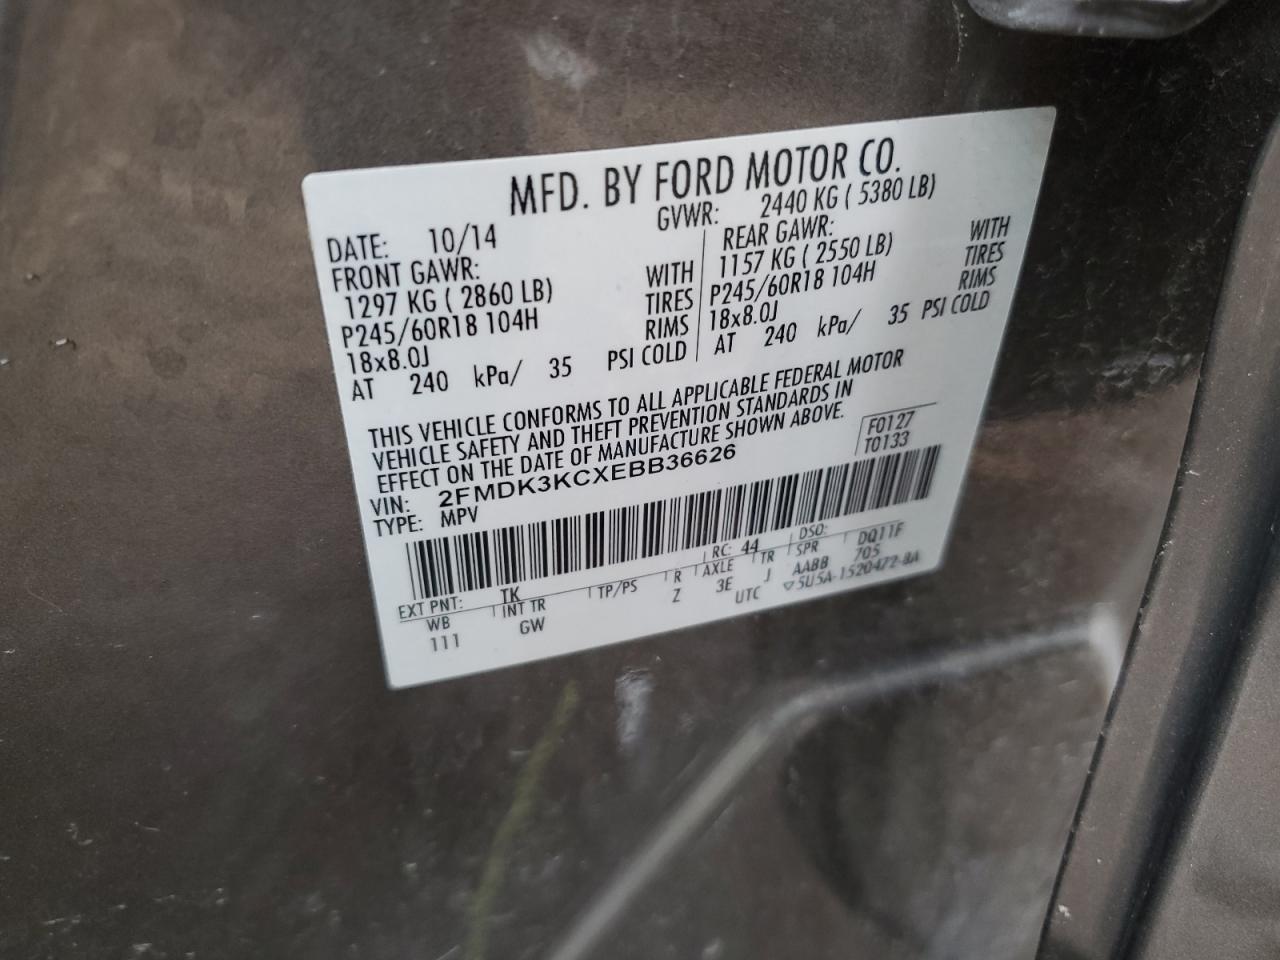 MFD. BY FORD MOTOR CO.
DATE: 10/14 GVWR: 2440 KG ( 5380 LB)
FRONT GAWR: REAR GAWR:
1297 KG ( 2860 LB) WITH 1157 KG ( 2550 LB) WITH
P245/60R18 104H TIRES P245/60R18 104H TIRES
18x8.0J RIMS 18x8.0J RIMS
AT 240 kPa/ 35 PSI COLD AT 240 kPa/ 35 PSI COLD
THIS VEHICLE CONFORMS TO ALL APPLICABLE FEDERAL MOTOR
VEHICLE SAFETY AND THEFT PREVENTION STANDARDS IN
EFFECT ON THE DATE OF MANUFACTURE SHOWN ABOVE.
F0127
T0133
VIN: 2FMDK3KCXEBB36626
TYPE: MPV
EXT PNT: TK RC: 44 DSO: DQ11F
WB INT TR TP/PS R AXLE TR SPR 705
111 GW Z 3E J AABB
UTC ▽5U5A-1520472-BA